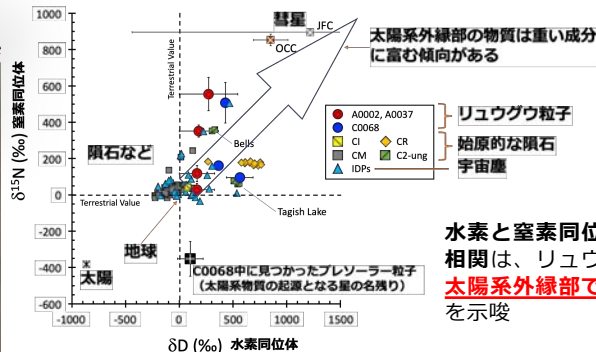 1000
800
600
400
200
0
-200
-400
-600
-1000
-500
0
500
1000
1500
δ¹⁵N (‰) 窒素同位体
δD (‰) 水素同位体
彗星
JFC
OCC
Terrestrial Value
Terrestrial Value
隕石など
Bells
Tagish Lake
地球
太陽
C0068中に見つかったプレソーラー粒子
（太陽系物質の起源となる星の名残り）
A0002, A0037
C0068
CI
CR
CM
C2-ung
IDPs
リュウグウ粒子
始原的な隕石
宇宙塵
太陽系外縁部の物質は重い成分
に富む傾向がある
水素と窒素同位
相関は、リュウ
太陽系外縁部で
を示唆